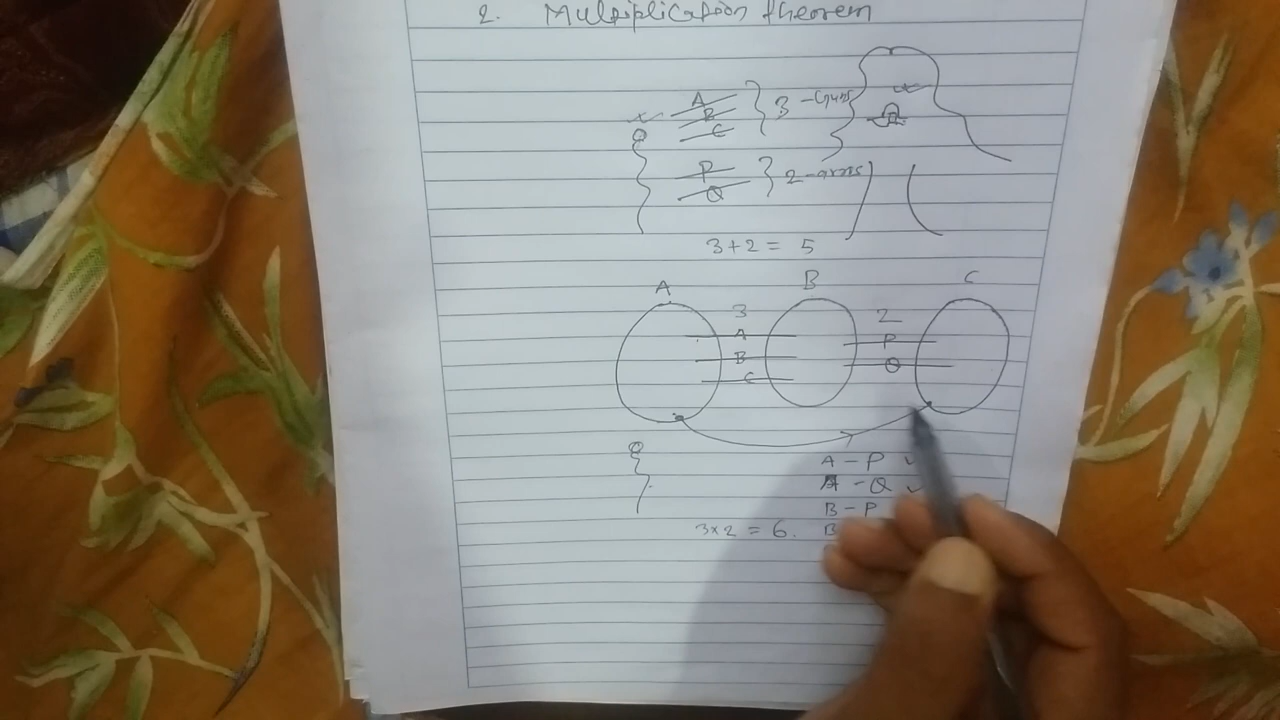 2. Multiplication theorem
A
B } 3
C
P } 2
Q
3+2 = 5
A B C
3 2
A P
B Q
C
A - P ✓
A - Q ✓
B - P
3×2 = 6. B